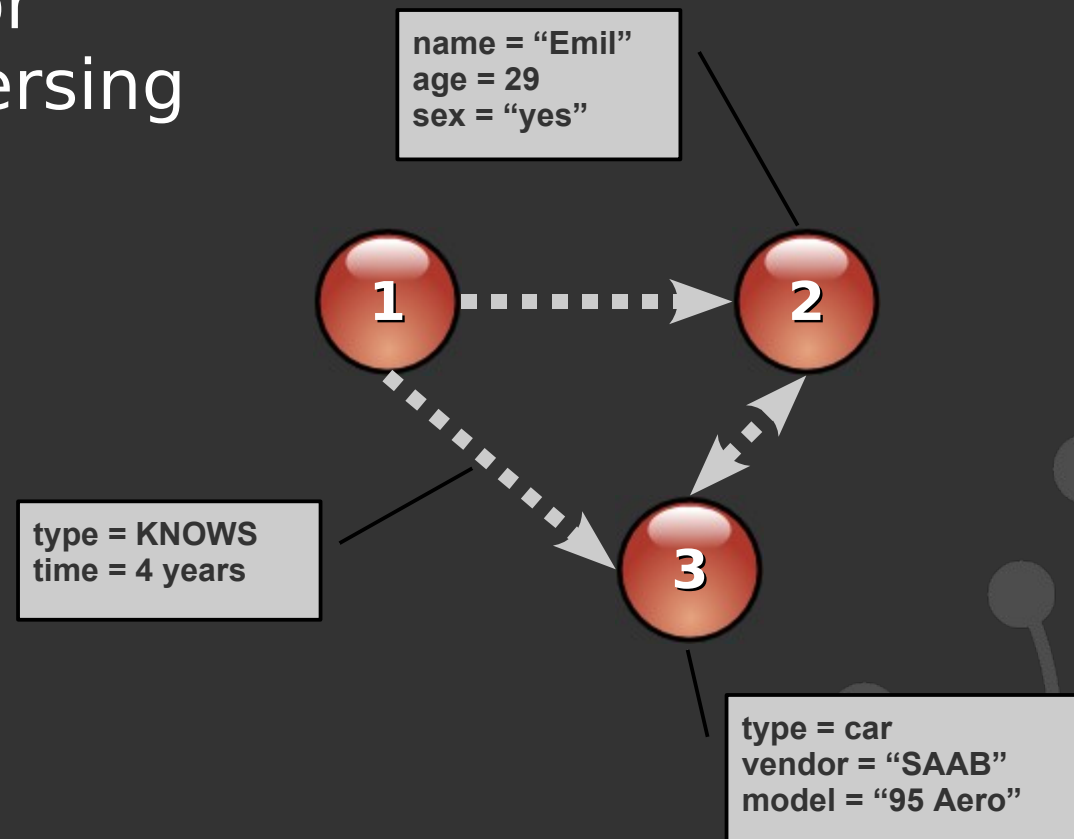 ersing
name = “Emil”
age = 29
sex = “yes”
1
2
type = KNOWS
time = 4 years
3
type = car
vendor = “SAAB”
model = “95 Aero”